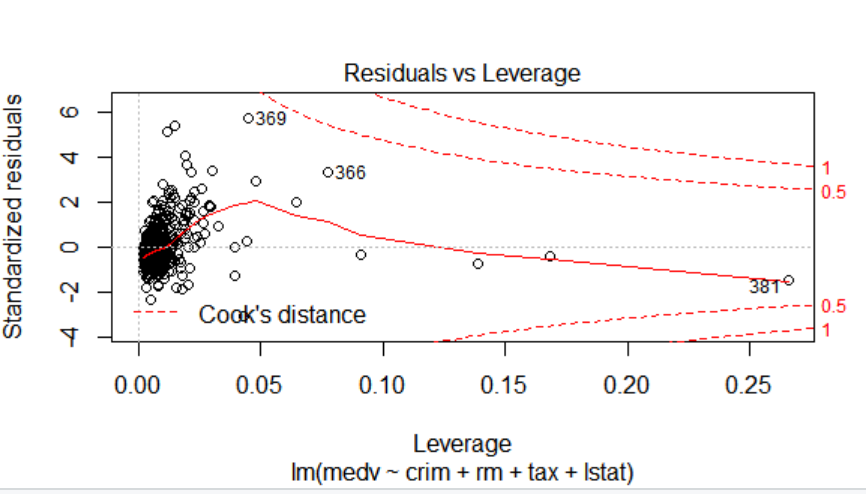 Residuals vs Leverage
Standardized residuals
6
4
2
0
-2
-4
369
366
381
1
0.5
0.5
1
Cook's distance
0.00 0.05 0.10 0.15 0.20 0.25
Leverage
lm(medv ~ crim + rm + tax + lstat)